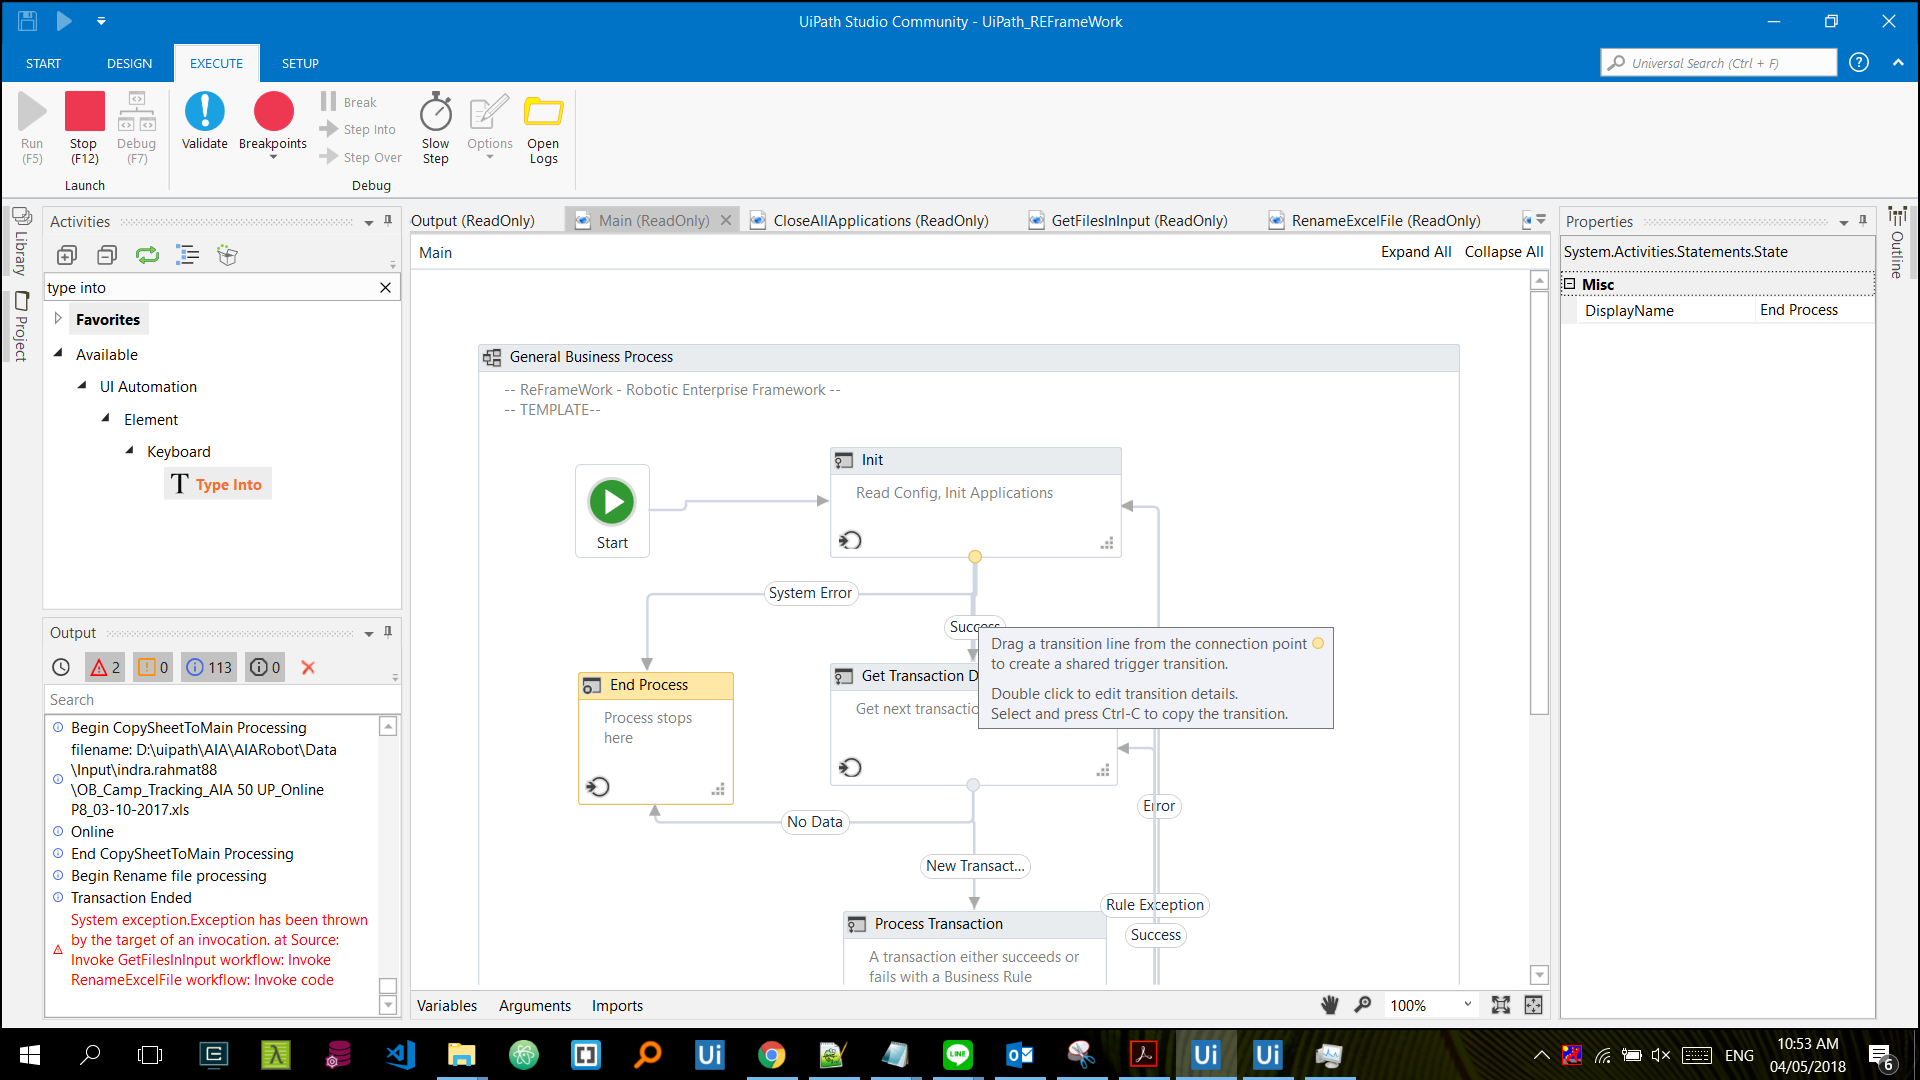 UiPath Studio Community - UiPath_REFrameWork
START
DESIGN
EXECUTE
SETUP
Universal Search (Ctrl + F)
Run
(F5)
Stop
(F12)
Debug
(F7)
Launch
Validate
Breakpoints
Break
Step Into
Step Over
Slow
Step
Options
Open
Logs
Debug
Library
Project
Activities
type into
Favorites
Available
UI Automation
Element
Keyboard
Type Into
Output
2
0
113
0
Search
Begin CopySheetToMain Processing
filename: D:\uipath\AIA\AIARobot\Data
\Input\indra.rahmat88
\OB_Camp_Tracking_AIA 50 UP_Online
P8_03-10-2017.xls
Online
End CopySheetToMain Processing
Begin Rename file processing
Transaction Ended
System exception.Exception has been thrown
by the target of an invocation. at Source:
Invoke GetFilesInInput workflow: Invoke
RenameExcelFile workflow: Invoke code
Output (ReadOnly)
Main (ReadOnly)
CloseAllApplications (ReadOnly)
GetFilesInInput (ReadOnly)
RenameExcelFile (ReadOnly)
Main
Expand All
Collapse All
General Business Process
-- ReFrameWork - Robotic Enterprise Framework --
-- TEMPLATE--
Start
Init
Read Config, Init Applications
System Error
Success
Drag a transition line from the connection point
to create a shared trigger transition.
Double click to edit transition details.
Select and press Ctrl-C to copy the transition.
End Process
Process stops
here
Get Transaction D
Get next transactio
No Data
Error
New Transact...
Rule Exception
Success
Process Transaction
A transaction either succeeds or
fails with a Business Rule
Variables
Arguments
Imports
100%
Properties
System.Activities.Statements.State
Misc
DisplayName
End Process
Outline
Ui
Ui
Ui
LINE
ENG
10:53 AM
04/05/2018
6